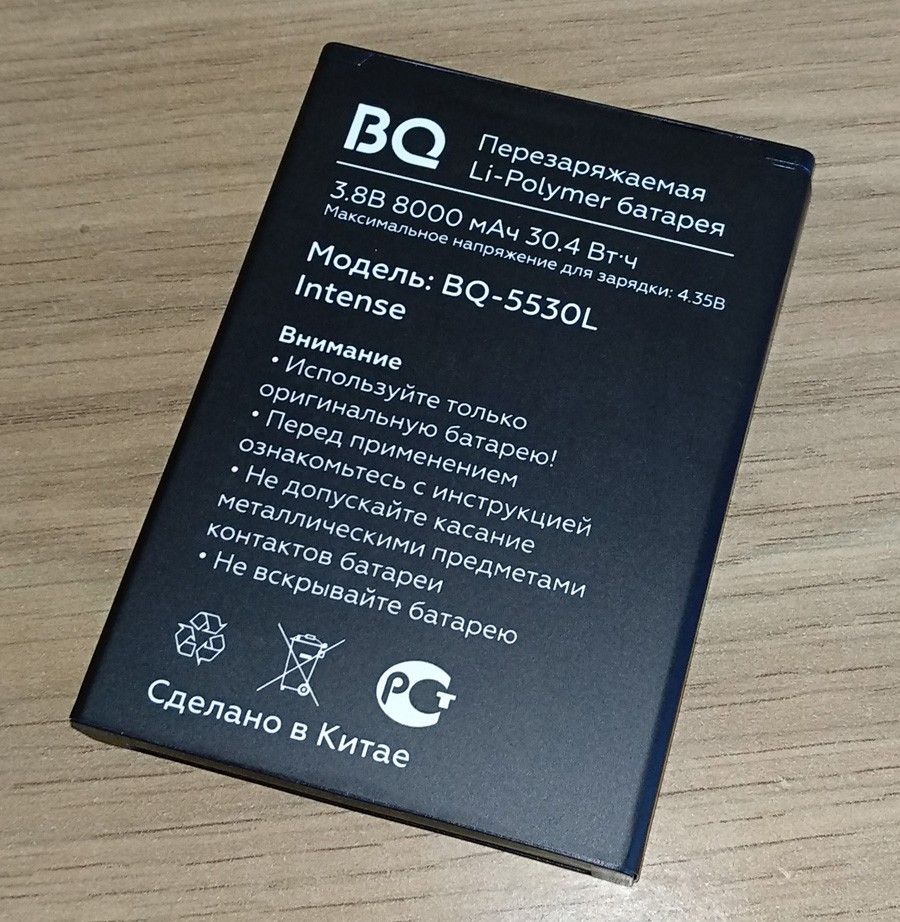 BQ
Перезаряжаемая
Li-Polymer батарея
3.8В 8000 мАч 30.4 Вт·ч
Максимальное напряжение для зарядки: 4.35В
Модель: BQ-5530L
Intense
Внимание
• Используйте только
оригинальную батарею!
• Перед применением
ознакомьтесь с инструкцией
• Не допускайте касание
металлическими предметами
контактов батареи
• Не вскрывайте батарею
РСТ
Сделано в Китае